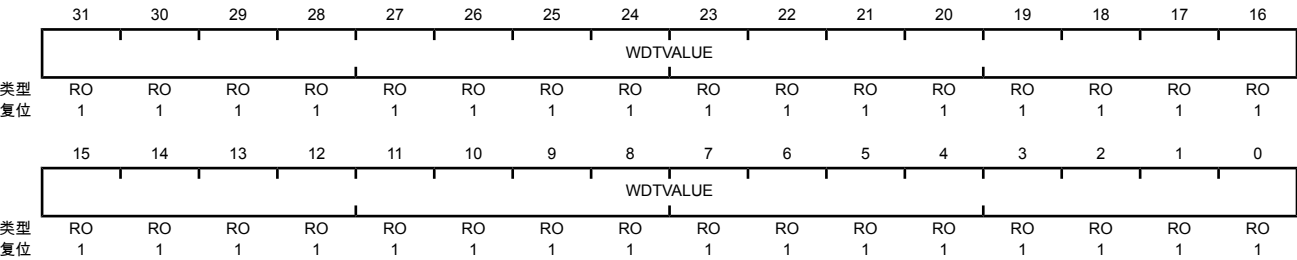 31 30 29 28 27 26 25 24 23 22 21 20 19 18 17 16
WDTVALUE
类型 RO RO RO RO RO RO RO RO RO RO RO RO RO RO RO RO
复位 1 1 1 1 1 1 1 1 1 1 1 1 1 1 1 1
15 14 13 12 11 10 9 8 7 6 5 4 3 2 1 0
WDTVALUE
类型 RO RO RO RO RO RO RO RO RO RO RO RO RO RO RO RO
复位 1 1 1 1 1 1 1 1 1 1 1 1 1 1 1 1